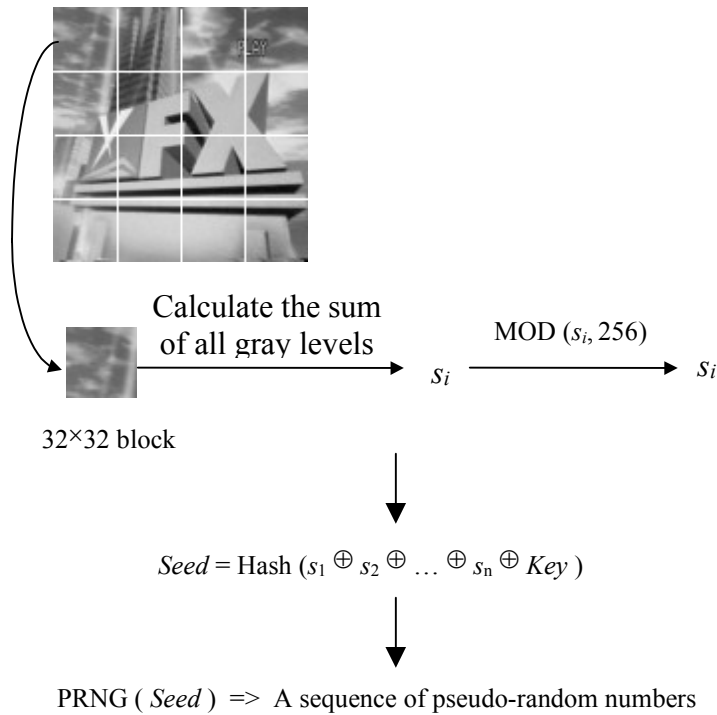 PLAY
XFX
Calculate the sum
of all gray levels
MOD (sᵢ, 256)
sᵢ
sᵢ
32×32 block
Seed = Hash (s₁ ⊕ s₂ ⊕ … ⊕ sₙ ⊕ Key )
PRNG ( Seed ) => A sequence of pseudo-random numbers